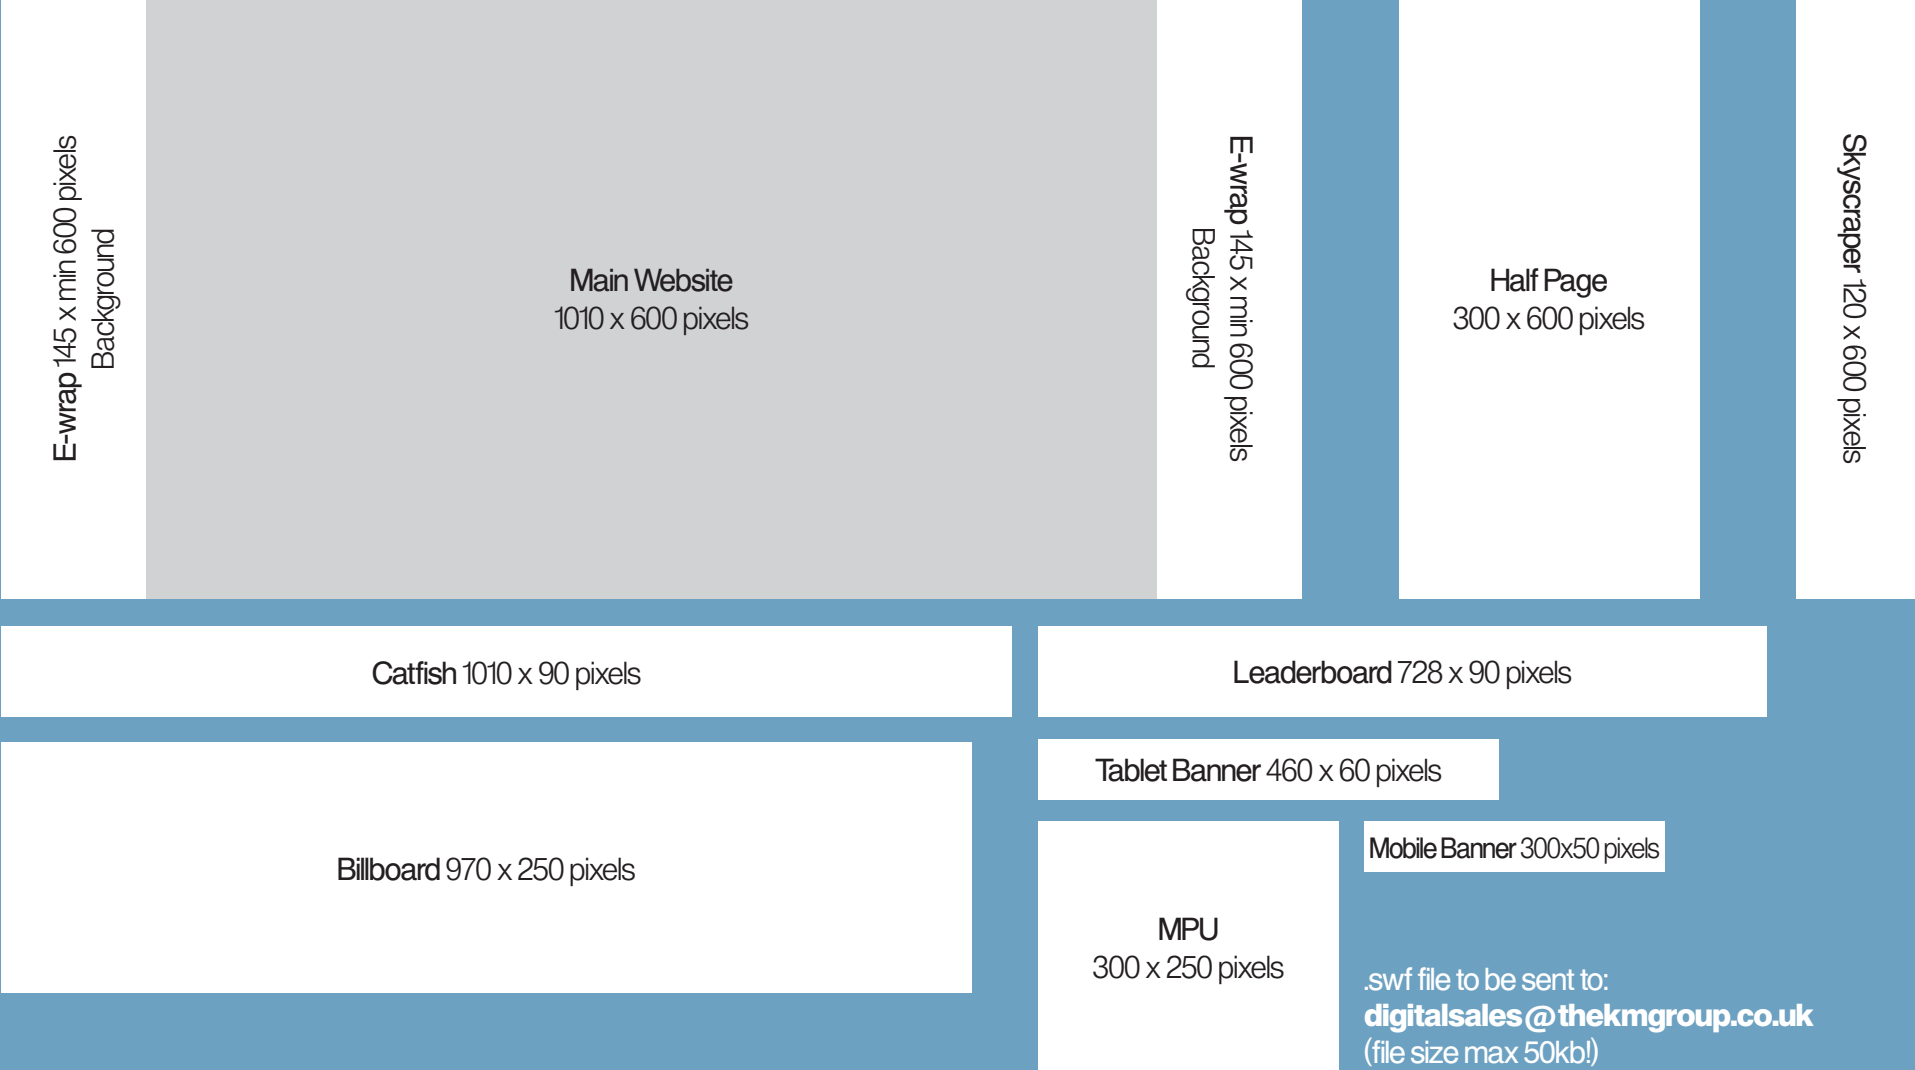 E-wrap 145 x min 600 pixels
Background
Main Website
1010 x 600 pixels
E-wrap 145 x min 600 pixels
Background
Half Page
300 x 600 pixels
Skyscraper 120 x 600 pixels
Catfish 1010 x 90 pixels
Leaderboard 728 x 90 pixels
Billboard 970 x 250 pixels
Tablet Banner 460 x 60 pixels
Mobile Banner 300x50 pixels
MPU
300 x 250 pixels
.swf file to be sent to:
digitalsales@thekmgroup.co.uk
(file size max 50kb!)